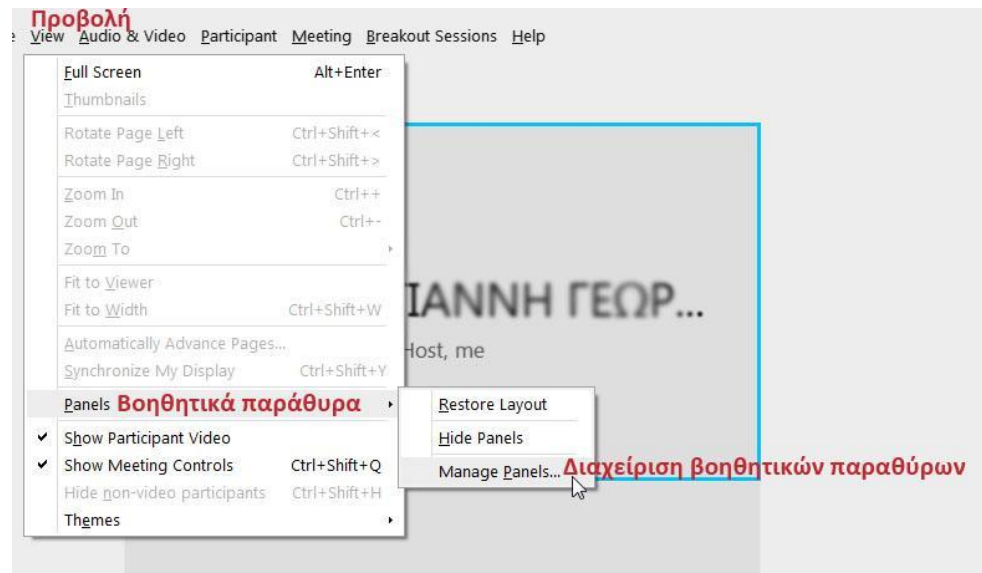 Προβολή
View Audio & Video Participant Meeting Breakout Sessions Help
Full Screen Alt+Enter
Thumbnails
Rotate Page Left Ctrl+Shift+<
Rotate Page Right Ctrl+Shift+>
Zoom In Ctrl++
Zoom Out Ctrl+-
Zoom To
Fit to Viewer
Fit to Width Ctrl+Shift+W
ΙΑΝΝΗ ΓΕΩΡ...
Automatically Advance Pages...
Host, me
Synchronize My Display Ctrl+Shift+Y
Panels Βοηθητικά παράθυρα
Restore Layout
Show Participant Video
Hide Panels
Show Meeting Controls Ctrl+Shift+Q
Manage Panels... Διαχείριση βοηθητικών παραθύρων
Hide non-video participants Ctrl+Shift+H
Themes